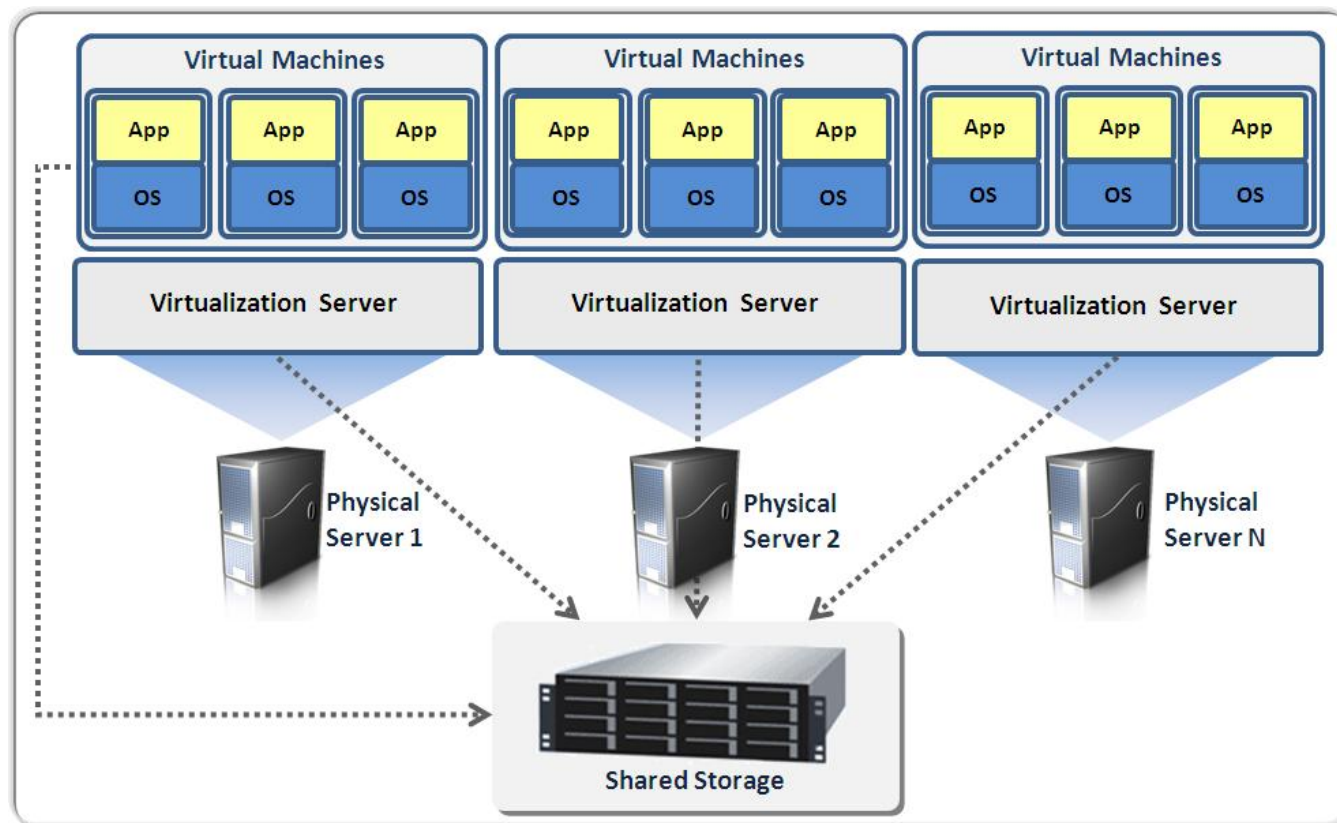 Virtual Machines
Virtual Machines
Virtual Machines
App App App
App App App
App App App
OS OS OS
OS OS OS
OS OS OS
Virtualization Server
Virtualization Server
Virtualization Server
Physical
Server 1
Physical
Server 2
Physical
Server N
Shared Storage